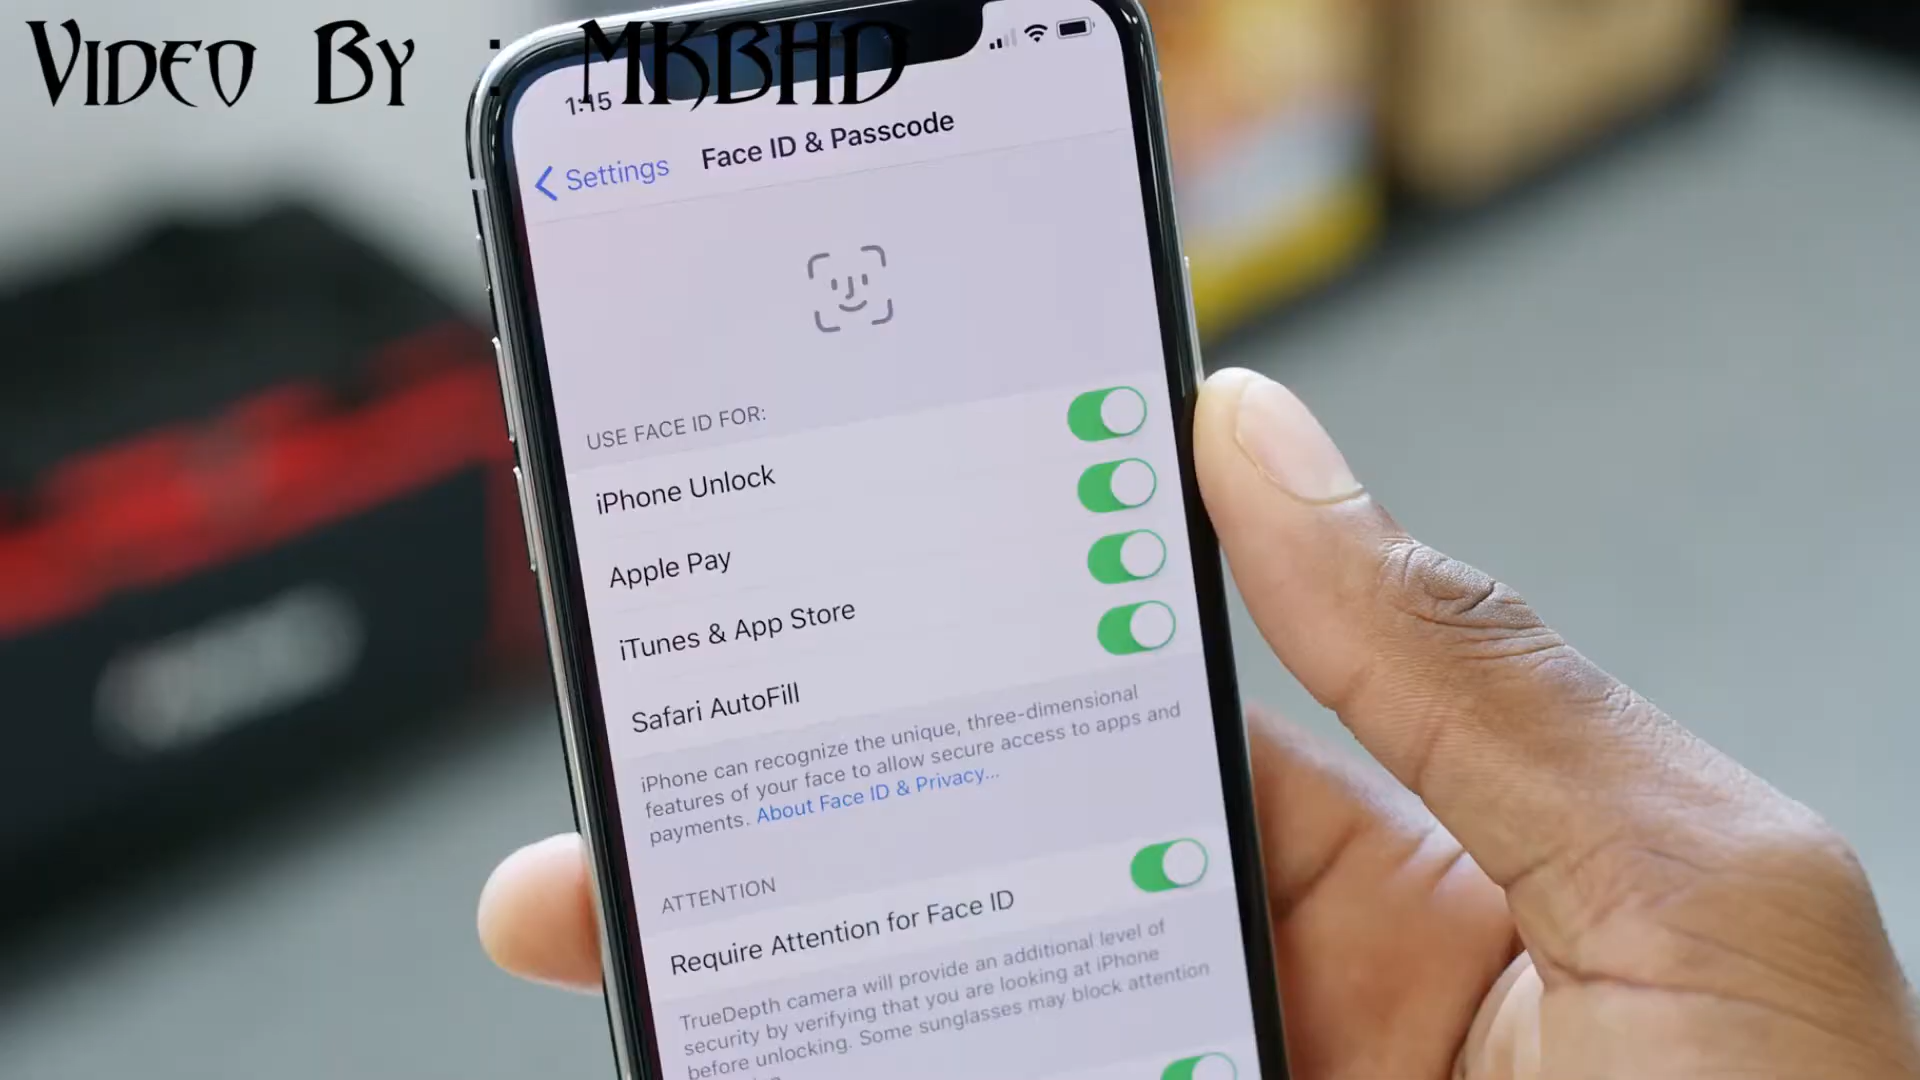 Video By : MKBHD
1:15
Settings
Face ID & Passcode
USE FACE ID FOR:
iPhone Unlock
Apple Pay
iTunes & App Store
Safari AutoFill
iPhone can recognize the unique, three-dimensional
features of your face to allow secure access to apps and
payments. About Face ID & Privacy...
ATTENTION
Require Attention for Face ID
TrueDepth camera will provide an additional level of
security by verifying that you are looking at iPhone
before unlocking. Some sunglasses may block attention